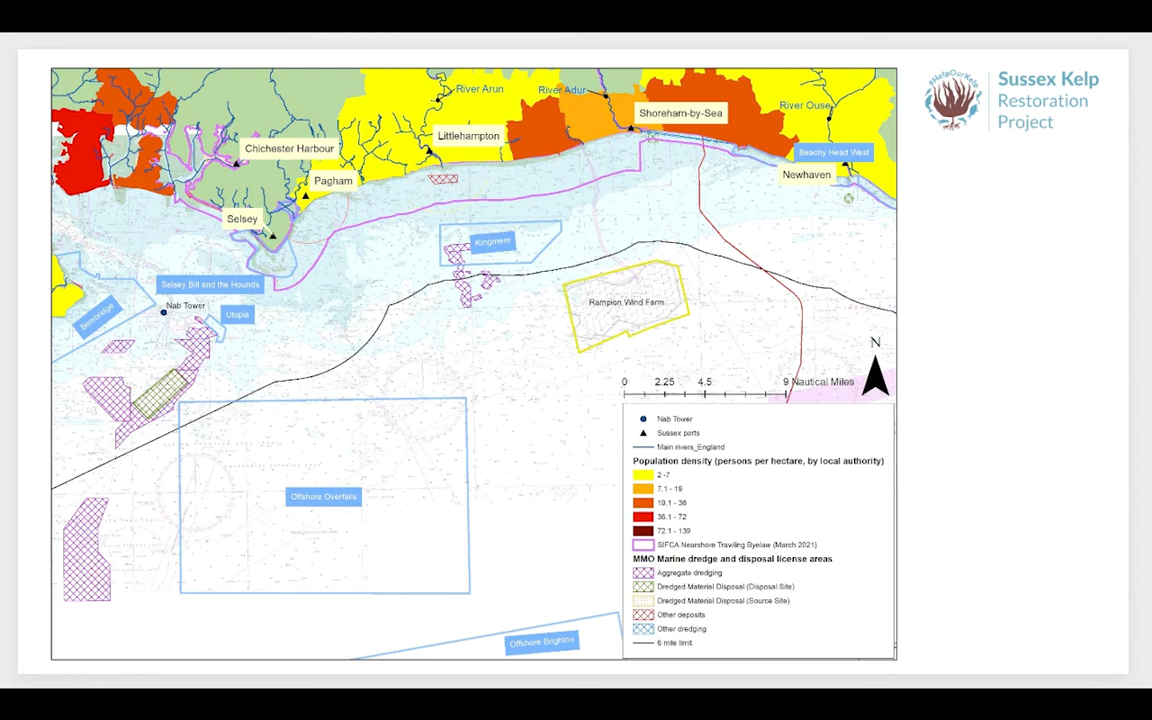 #HelpOurKelp
Sussex Kelp
Restoration
Project
River Arun
River Adur
River Ouse
Shoreham-by-Sea
Littlehampton
Chichester Harbour
Beachy Head West
Newhaven
Pagham
Selsey
Kingmere
Selsey Bill and the Hounds
Nab Tower
Utopia
Bembridge
Rampion Wind Farm
N
0 2.25 4.5 9 Nautical Miles
Offshore Overfalls
Offshore Brighton
Nab Tower
Sussex ports
Main rivers_England
Population density (persons per hectare, by local authority)
2 -7
7.1 - 19
19.1 - 36
36.1 - 72
72.1 - 139
SIFCA Nearshore Trawling Byelaw (March 2021)
MMO Marine dredge and disposal license areas
Aggregate dredging
Dredged Material Disposal (Disposal Site)
Dredged Material Disposal (Source Site)
Other deposits
Other dredging
6 mile limit